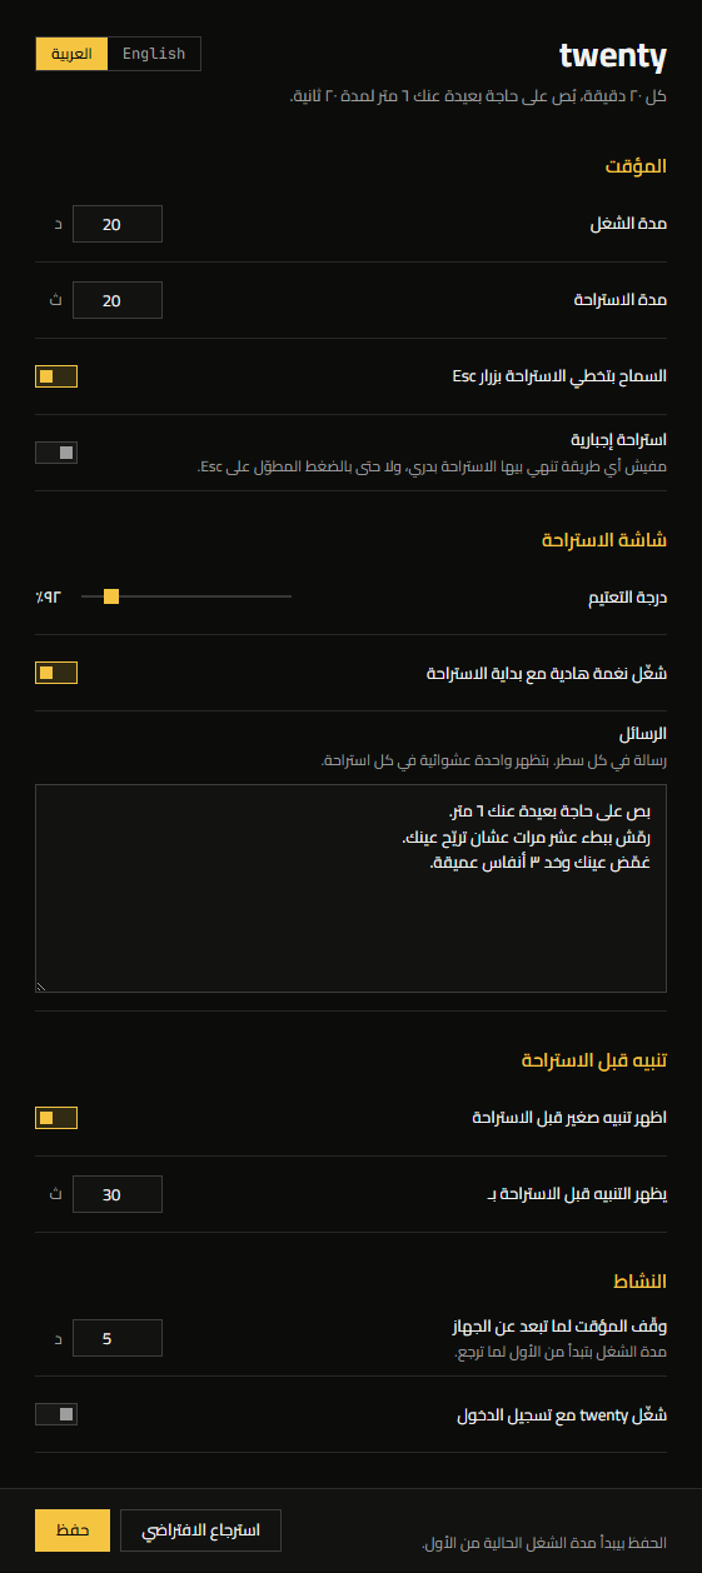 twenty
English
العربية
كل ٢٠ دقيقة، بُص على حاجة بعيدة عنك ٦ متر لمدة ٢٠ ثانية.
المؤقت
مدة الشغل
20 د
مدة الاستراحة
20 ث
السماح بتخطي الاستراحة بزرار Esc
استراحة إجبارية
مفيش أي طريقة تنهي بيها الاستراحة بدري، ولا حتى بالضغط المطوّل على Esc.
شاشة الاستراحة
درجة التعتيم
٩٢٪
شغّل نغمة هادية مع بداية الاستراحة
الرسائل
رسالة في كل سطر. بتظهر واحدة عشوائية في كل استراحة.
بص على حاجة بعيدة عنك ٦ متر.
رمّش ببطء عشر مرات عشان تريّح عينك.
غمّض عينك وخد ٣ أنفاس عميقة.
تنبيه قبل الاستراحة
اظهر تنبيه صغير قبل الاستراحة
يظهر التنبيه قبل الاستراحة بـ
30 ث
النشاط
وقّف المؤقت لما تبعد عن الجهاز
5 د
مدة الشغل بتبدأ من الأول لما ترجع.
شغّل twenty مع تسجيل الدخول
الحفظ بيبدأ مدة الشغل الحالية من الأول.
استرجاع الافتراضي
حفظ